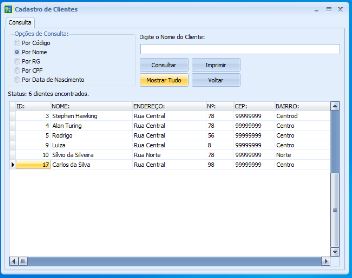 Cadastro de Clientes
Consulta
Opções de Consulta:
Por Código
Por Nome
Por RG
Por CPF
Por Data de Nascimento
Digite o Nome do Cliente:
Consultar Imprimir
Mostrar Tudo Voltar
Status: 6 clientes encontrados.
ID: NOME: ENDEREÇO: Nº: CEP: BAIRRO:
3 Stephen Hawking Rua Central 78 99999999 Centrod
4 Alan Turing Rua Central 78 99999999 Centro
5 Rodrigo Rua Central 56 99999999 Centro
9 Luiza Rua Central 8 99999999 Centro
10 Silvio da Silveira Rua Norte 78 99999999 Norte
17 Carlos da Silva Rua Central 98 99999999 Centro